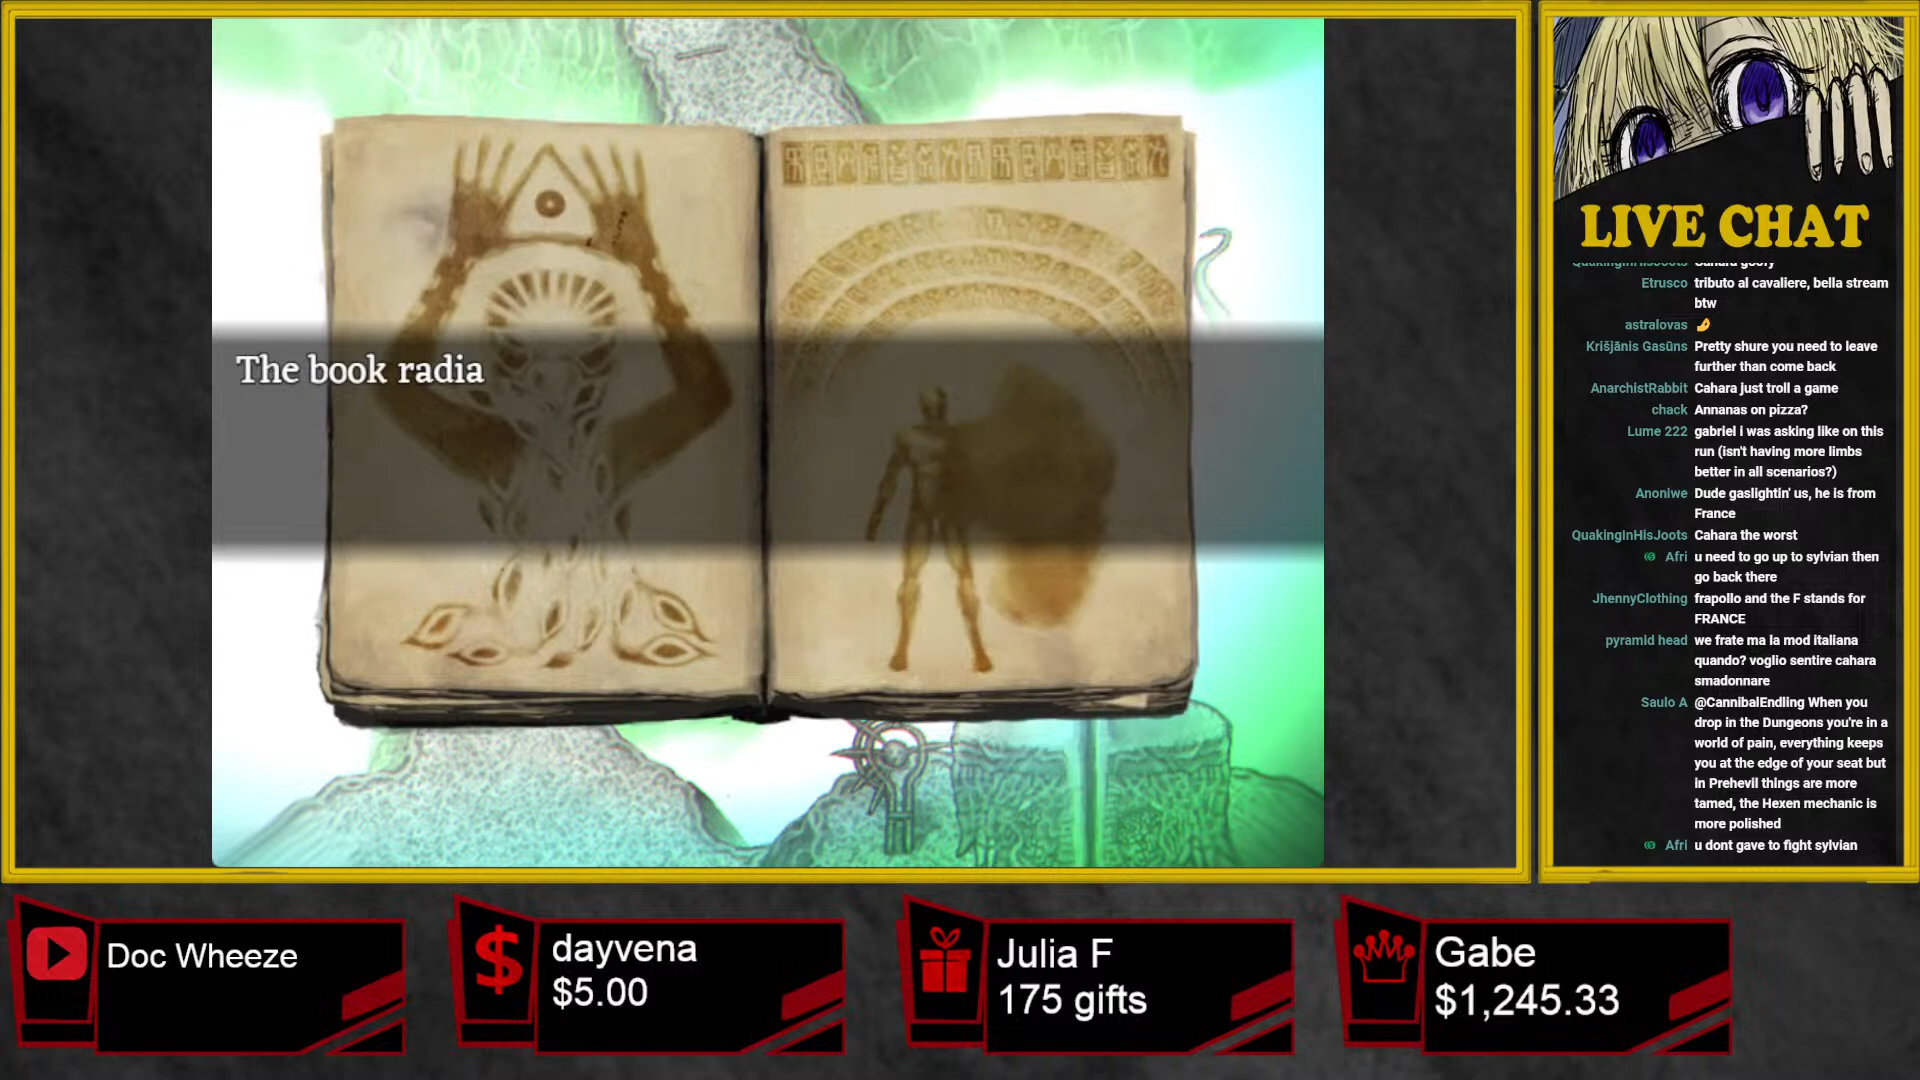 The book radia
LIVE CHAT
Etrusco tributo al cavaliere, bella stream
btw
astralovas
Krišjānis Gasūns Pretty shure you need to leave
further than come back
AnarchistRabbit Cahara just troll a game
chack Annanas on pizza?
Lume 222 gabriel i was asking like on this
run (isn't having more limbs
better in all scenarios?)
Anoniwe Dude gaslightin' us, he is from
France
QuakingInHisJoots Cahara the worst
Afri u need to go up to sylvian then
go back there
JhennyClothing frapollo and the F stands for
FRANCE
pyramid head we frate ma la mod italiana
quando? voglio sentire cahara
smadonnare
Saulo A @CannibalEndling When you
drop in the Dungeons you're in a
world of pain, everything keeps
you at the edge of your seat but
in Prehevil things are more
tamed, the Hexen mechanic is
more polished
Afri u dont gave to fight sylvian
Doc Wheeze
dayvena
$5.00
Julia F
175 gifts
Gabe
$1,245.33